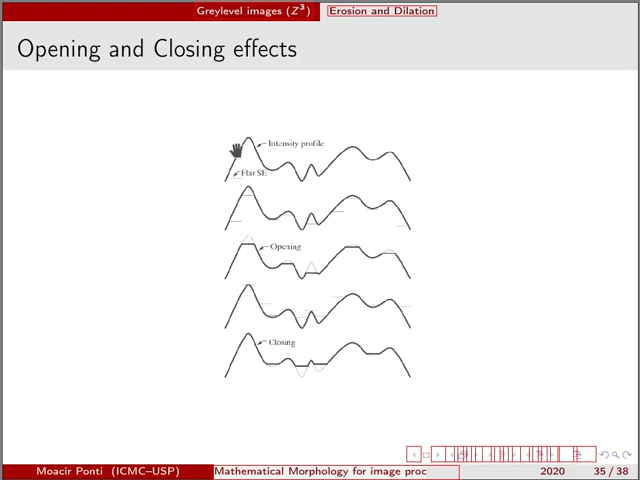 Greylevel images (Z³) Erosion and Dilation
Opening and Closing effects
Intensity profile
Flat SE
Opening
Closing
Moacir Ponti (ICMC–USP) Mathematical Morphology for image proc 2020 35 / 38